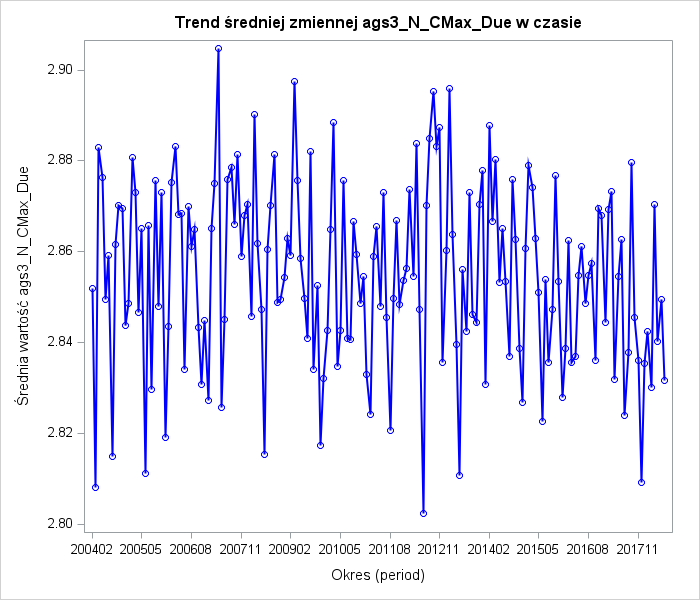 Trend średniej zmiennej ags3_N_CMax_Due w czasie
Średnia wartość ags3_N_CMax_Due
2.90
2.88
2.86
2.84
2.82
2.80
200402 200505 200608 200711 200902 201005 201108 201211 201402 201505 201608 201711
Okres (period)